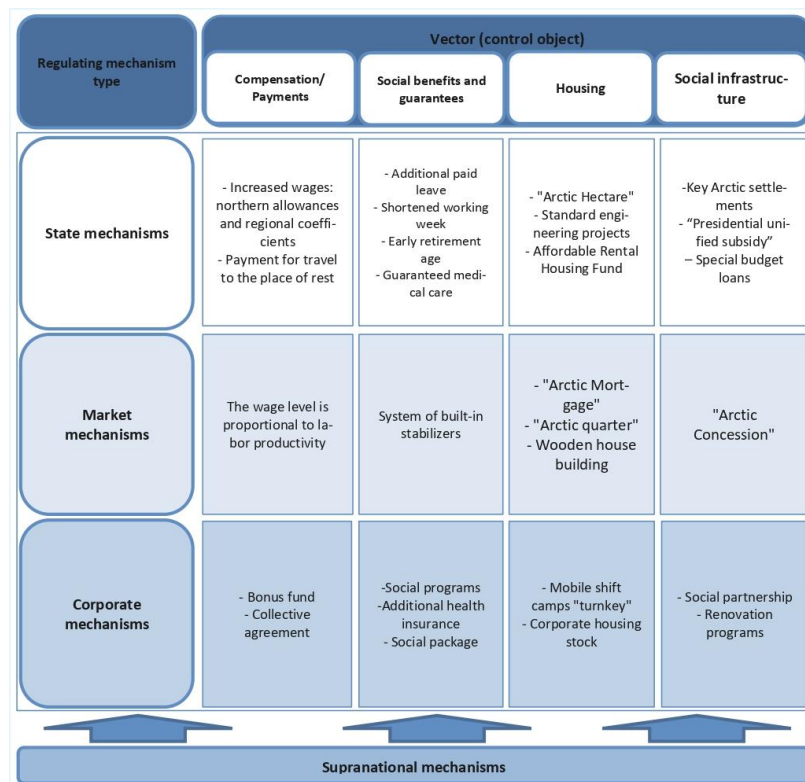 Regulating mechanism
type
Vector (control object)
Compensation/
Payments
Social benefits and
guarantees
Housing
Social infrastruc-
ture
State mechanisms
- Increased wages:
northern allowances
and regional coeffi-
cients
- Payment for travel
to the place of rest
- Additional paid
leave
- Shortened working
week
- Early retirement
age
- Guaranteed medi-
cal care
- "Arctic Hectare"
- Standard engi-
neering projects
- Affordable Rental
Housing Fund
-Key Arctic settle-
ments
- “Presidential uni-
fied subsidy”
– Special budget
loans
Market
mechanisms
The wage level is
proportional to la-
bor productivity
System of built-in
stabilizers
- "Arctic Mort-
gage"
- "Arctic quarter"
- Wooden house
building
"Arctic
Concession"
Corporate
mechanisms
- Bonus fund
- Collective
agreement
-Social programs
-Additional health
insurance
- Social package
- Mobile shift
camps "turnkey"
- Corporate housing
stock
- Social partnership
- Renovation
programs
Supranational mechanisms